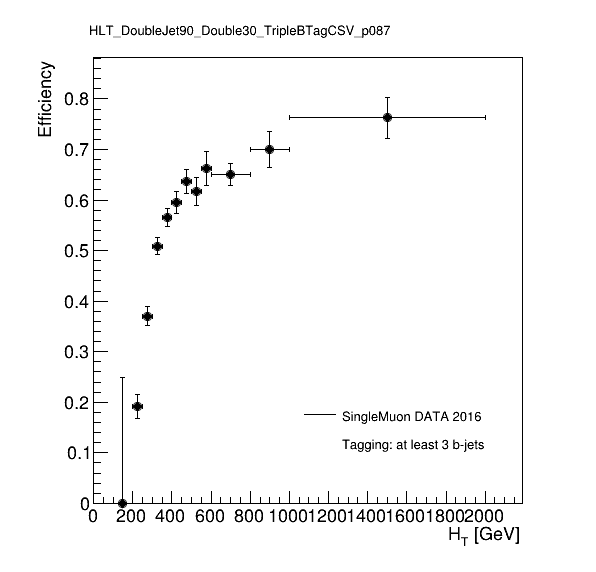 HLT_DoubleJet90_Double30_TripleBTagCSV_p087
Efficiency
0.8
0.7
0.6
0.5
0.4
0.3
0.2
0.1
0
SingleMuon DATA 2016
Tagging: at least 3 b-jets
0 200 400 600 800 1000 1200 1400 1600 1800 2000
H_T [GeV]